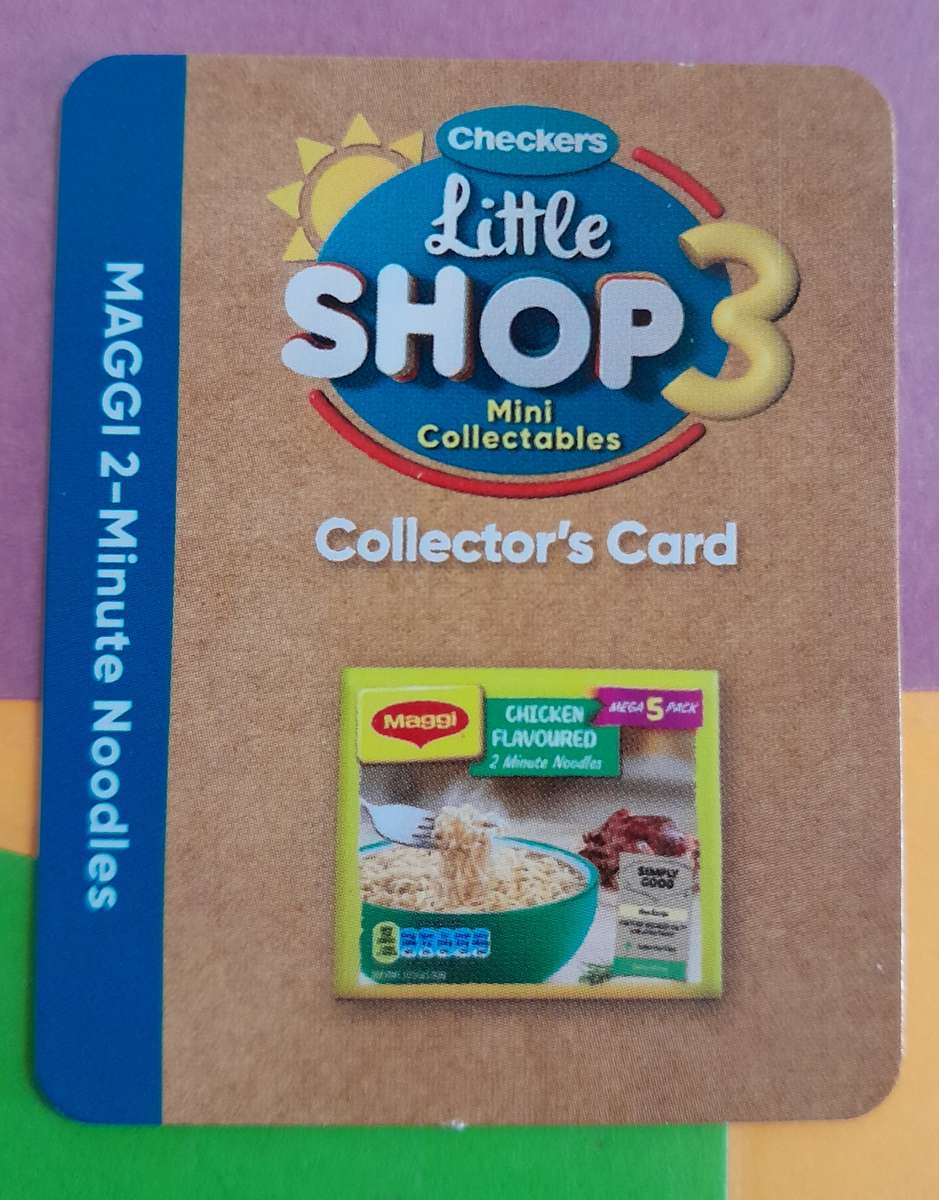 Checkers
Little
SHOP 3
Mini
Collectables
Collector's Card
MAGGI 2-Minute Noodles
Maggi
CHICKEN
FLAVOURED
2 Minute Noodles
MEGA 5 PACK
SIMPLY
GOOD